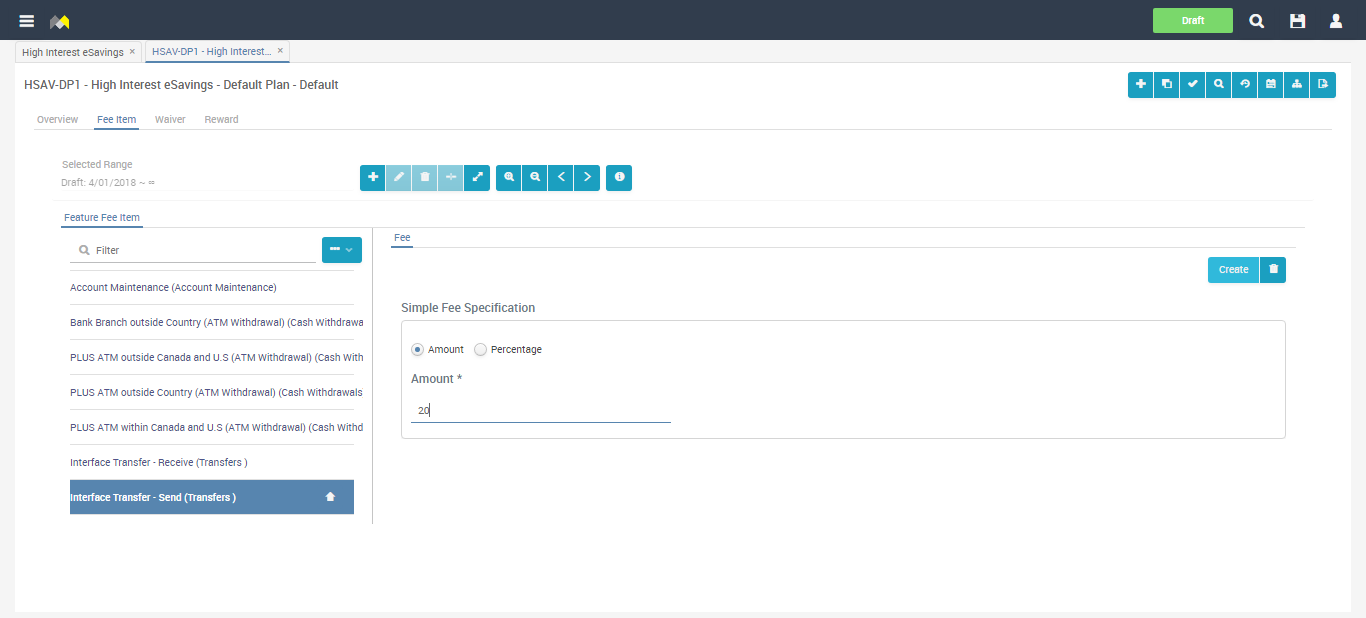 Draft
High Interest eSavings ×
HSAV-DP1 - High Interest... ×
HSAV-DP1 - High Interest eSavings - Default Plan - Default
Overview
Fee Item
Waiver
Reward
Selected Range
Draft: 4/01/2018 ~ ∞
Feature Fee Item
Filter
Account Maintenance (Account Maintenance)
Bank Branch outside Country (ATM Withdrawal) (Cash Withdrawa
PLUS ATM outside Canada and U.S (ATM Withdrawal) (Cash With
PLUS ATM outside Country (ATM Withdrawal) (Cash Withdrawals
PLUS ATM within Canada and U.S (ATM Withdrawal) (Cash Withd
Interface Transfer - Receive (Transfers )
Interface Transfer - Send (Transfers )
Fee
Create
Simple Fee Specification
Amount
Percentage
Amount *
20